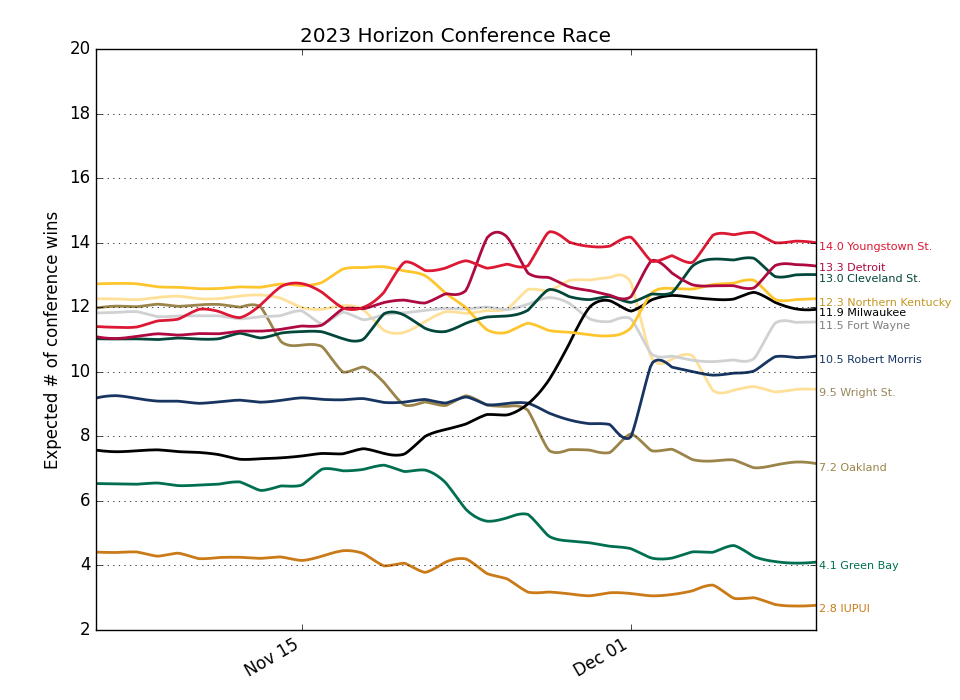 2023 Horizon Conference Race
Expected # of conference wins
20
18
16
14
12
10
8
6
4
2
Nov 15
Dec 01
14.0 Youngstown St.
13.3 Detroit
13.0 Cleveland St.
12.3 Northern Kentucky
11.9 Milwaukee
11.5 Fort Wayne
10.5 Robert Morris
9.5 Wright St.
7.2 Oakland
4.1 Green Bay
2.8 IUPUI